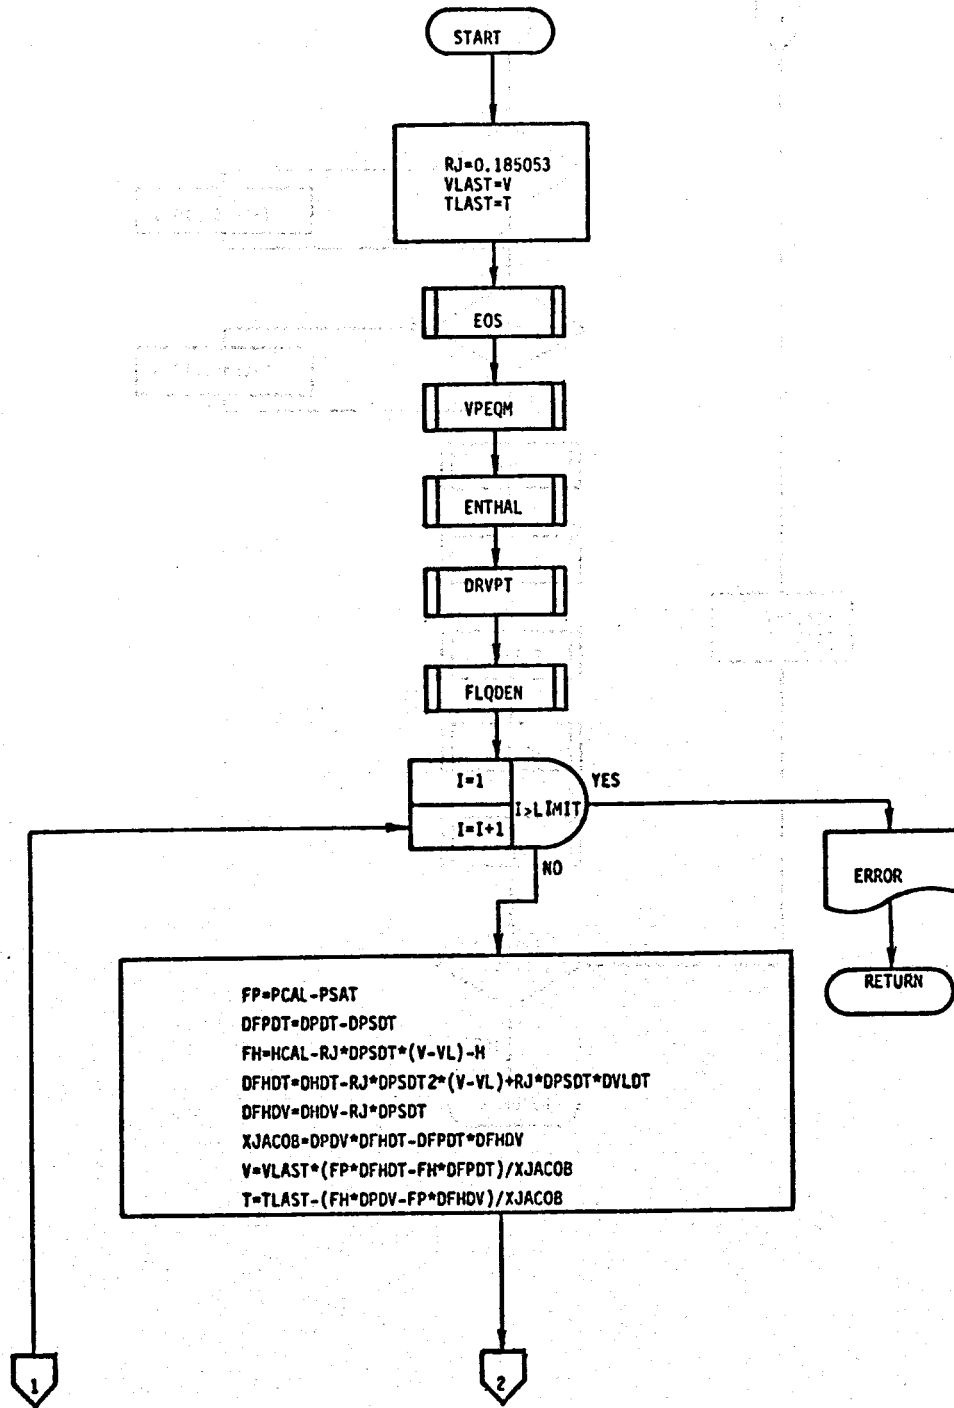 START
RJ=0.185053
VLAST=V
TLAST=T
EOS
VPEQM
ENTHAL
DRVPT
FLQDEN
I=1
I=I+1
I≥LIMIT
YES
NO
ERROR
RETURN
FP=PCAL-PSAT
DFPDT=DPDT-DPSDT
FH=HCAL-RJ*DPSDT*(V-VL)-H
DFHDT=DHDT-RJ*DPSDT2*(V-VL)+RJ*DPSDT*DVLDT
DFHDV=DHDV-RJ*DPSDT
XJACOB=DPDV*DFHDT-DFPDT*DFHDV
V=VLAST*(FP*DFHDT-FH*DFPDT)/XJACOB
T=TLAST-(FH*DPDV-FP*DFHDV)/XJACOB
1
2